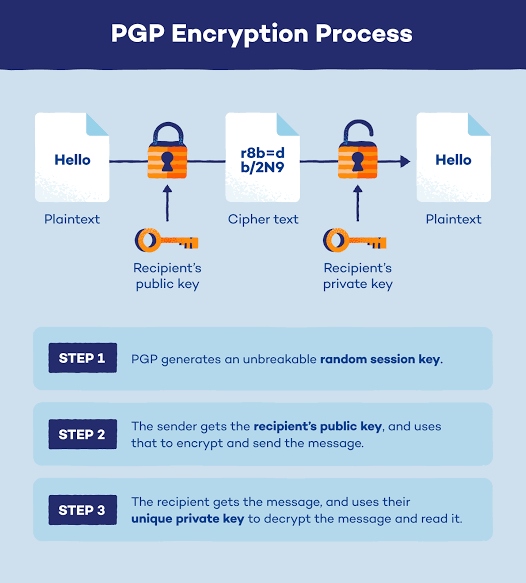 PGP Encryption Process
Hello
r8b=d
b/2N9
Hello
Plaintext
Cipher text
Plaintext
Recipient's
public key
Recipient's
private key
STEP 1
PGP generates an unbreakable random session key.
STEP 2
The sender gets the recipient's public key, and uses
that to encrypt and send the message.
STEP 3
The recipient gets the message, and uses their
unique private key to decrypt the message and read it.